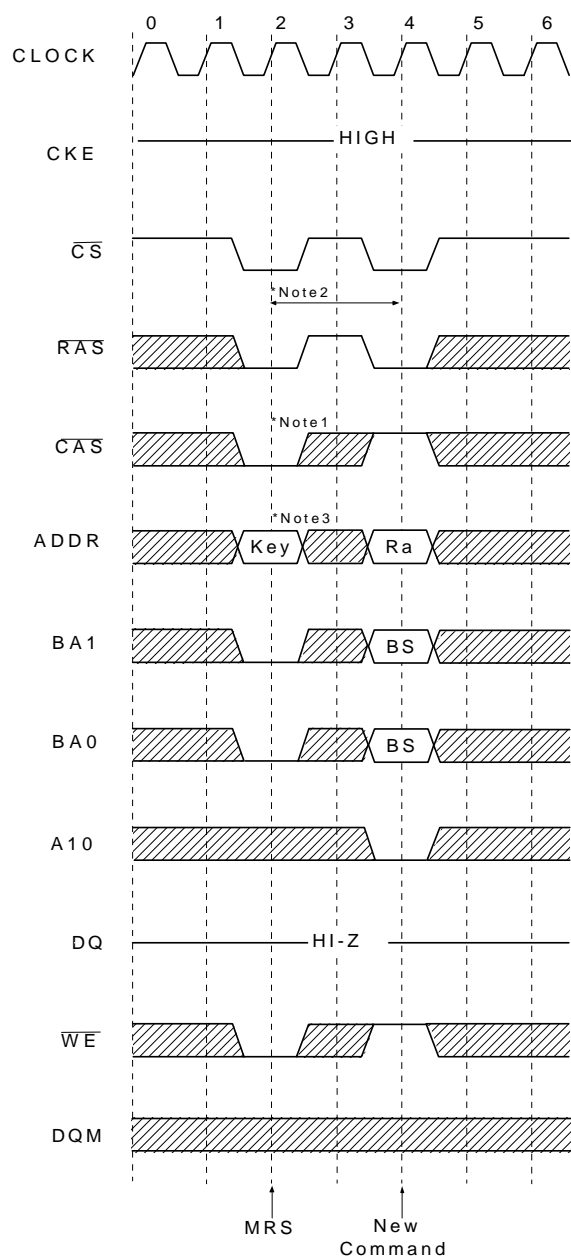 0 1 2 3 4 5 6
CLOCK
CKE
HIGH
CS
*Note2
RAS
*Note1
CAS
*Note3
ADDR
Key
Ra
BA1
BS
BA0
BS
A10
DQ
HI-Z
WE
DQM
MRS
New
Command